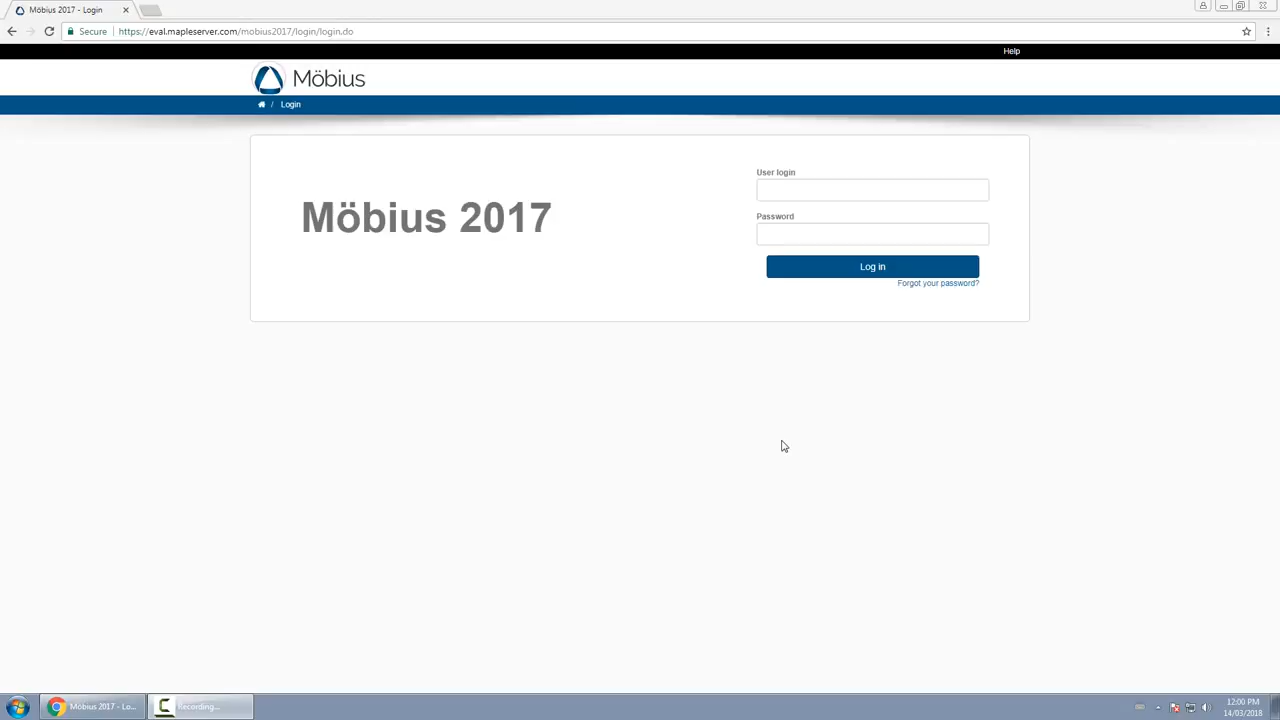 Möbius 2017 - Login
Secure
https://eval.mapleserver.com/mobius2017/login/login.do
Help
Möbius
/ Login
Möbius 2017
User login
Password
Log in
Forgot your password?
Möbius 2017 - Lo...
Recording...
12:00 PM
14/03/2018